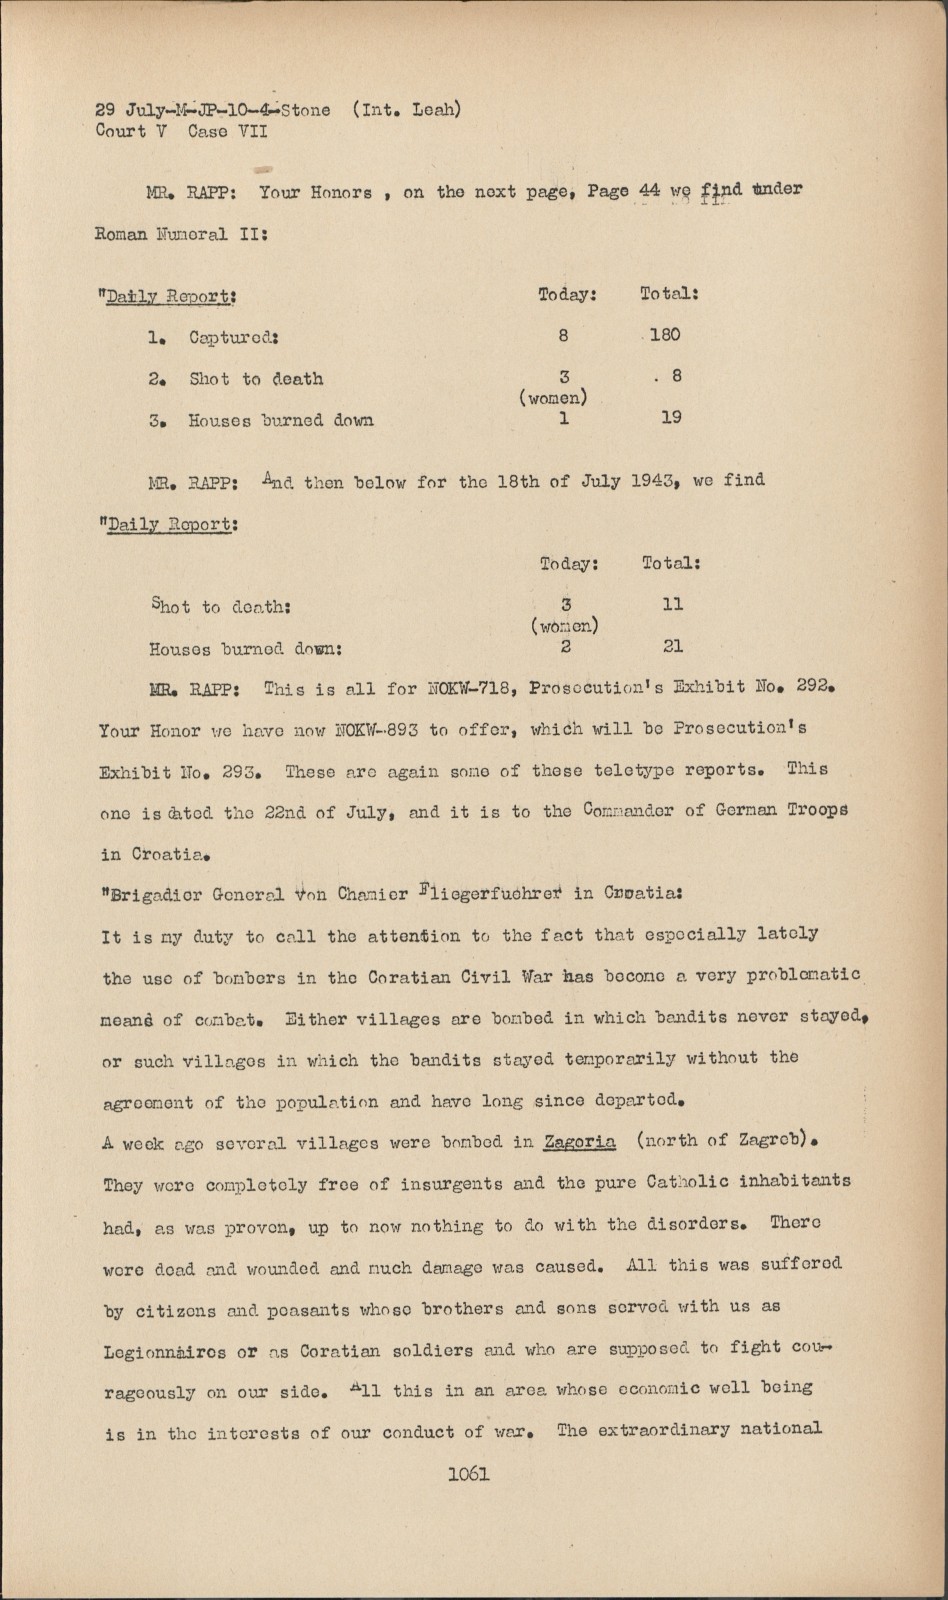 29 July-M-JP-10-4-Stone (Int. Leah)
Court V Case VII
MR. RAPP: Your Honors , on the next page, Page 44 we find under
Roman Numeral II:
"Daily Report: Today: Total:
1. Captured: 8 180
2. Shot to death 3 . 8
(women)
3. Houses burned down 1 19
MR. RAPP: And then below for the 18th of July 1943, we find
"Daily Report:
Today: Total:
Shot to death: 3 11
(women)
Houses burned down: 2 21
MR. RAPP: This is all for NOKW-718, Prosecution's Exhibit No. 292.
Your Honor we have now NOKW-893 to offer, which will be Prosecution's
Exhibit No. 293. These are again some of these teletype reports. This
one is dated the 22nd of July, and it is to the Commander of German Troops
in Croatia.
"Brigadier General von Chamier Fliegerfuehrer in Croatia:
It is my duty to call the attention to the fact that especially lately
the use of bombers in the Coratian Civil War has become a very problematic
means of combat. Either villages are bombed in which bandits never stayed,
or such villages in which the bandits stayed temporarily without the
agreement of the population and have long since departed.
A week ago several villages were bombed in Zagoria (north of Zagreb).
They were completely free of insurgents and the pure Catholic inhabitants
had, as was proven, up to now nothing to do with the disorders. There
were dead and wounded and much damage was caused. All this was suffered
by citizens and peasants whose brothers and sons served with us as
Legionnaires or as Coratian soldiers and who are supposed to fight cou-
rageously on our side. All this in an area whose economic well being
is in the interests of our conduct of war. The extraordinary national
1061